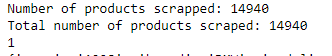 Number of products scrapped: 14940
Total number of products scraped: 14940
1